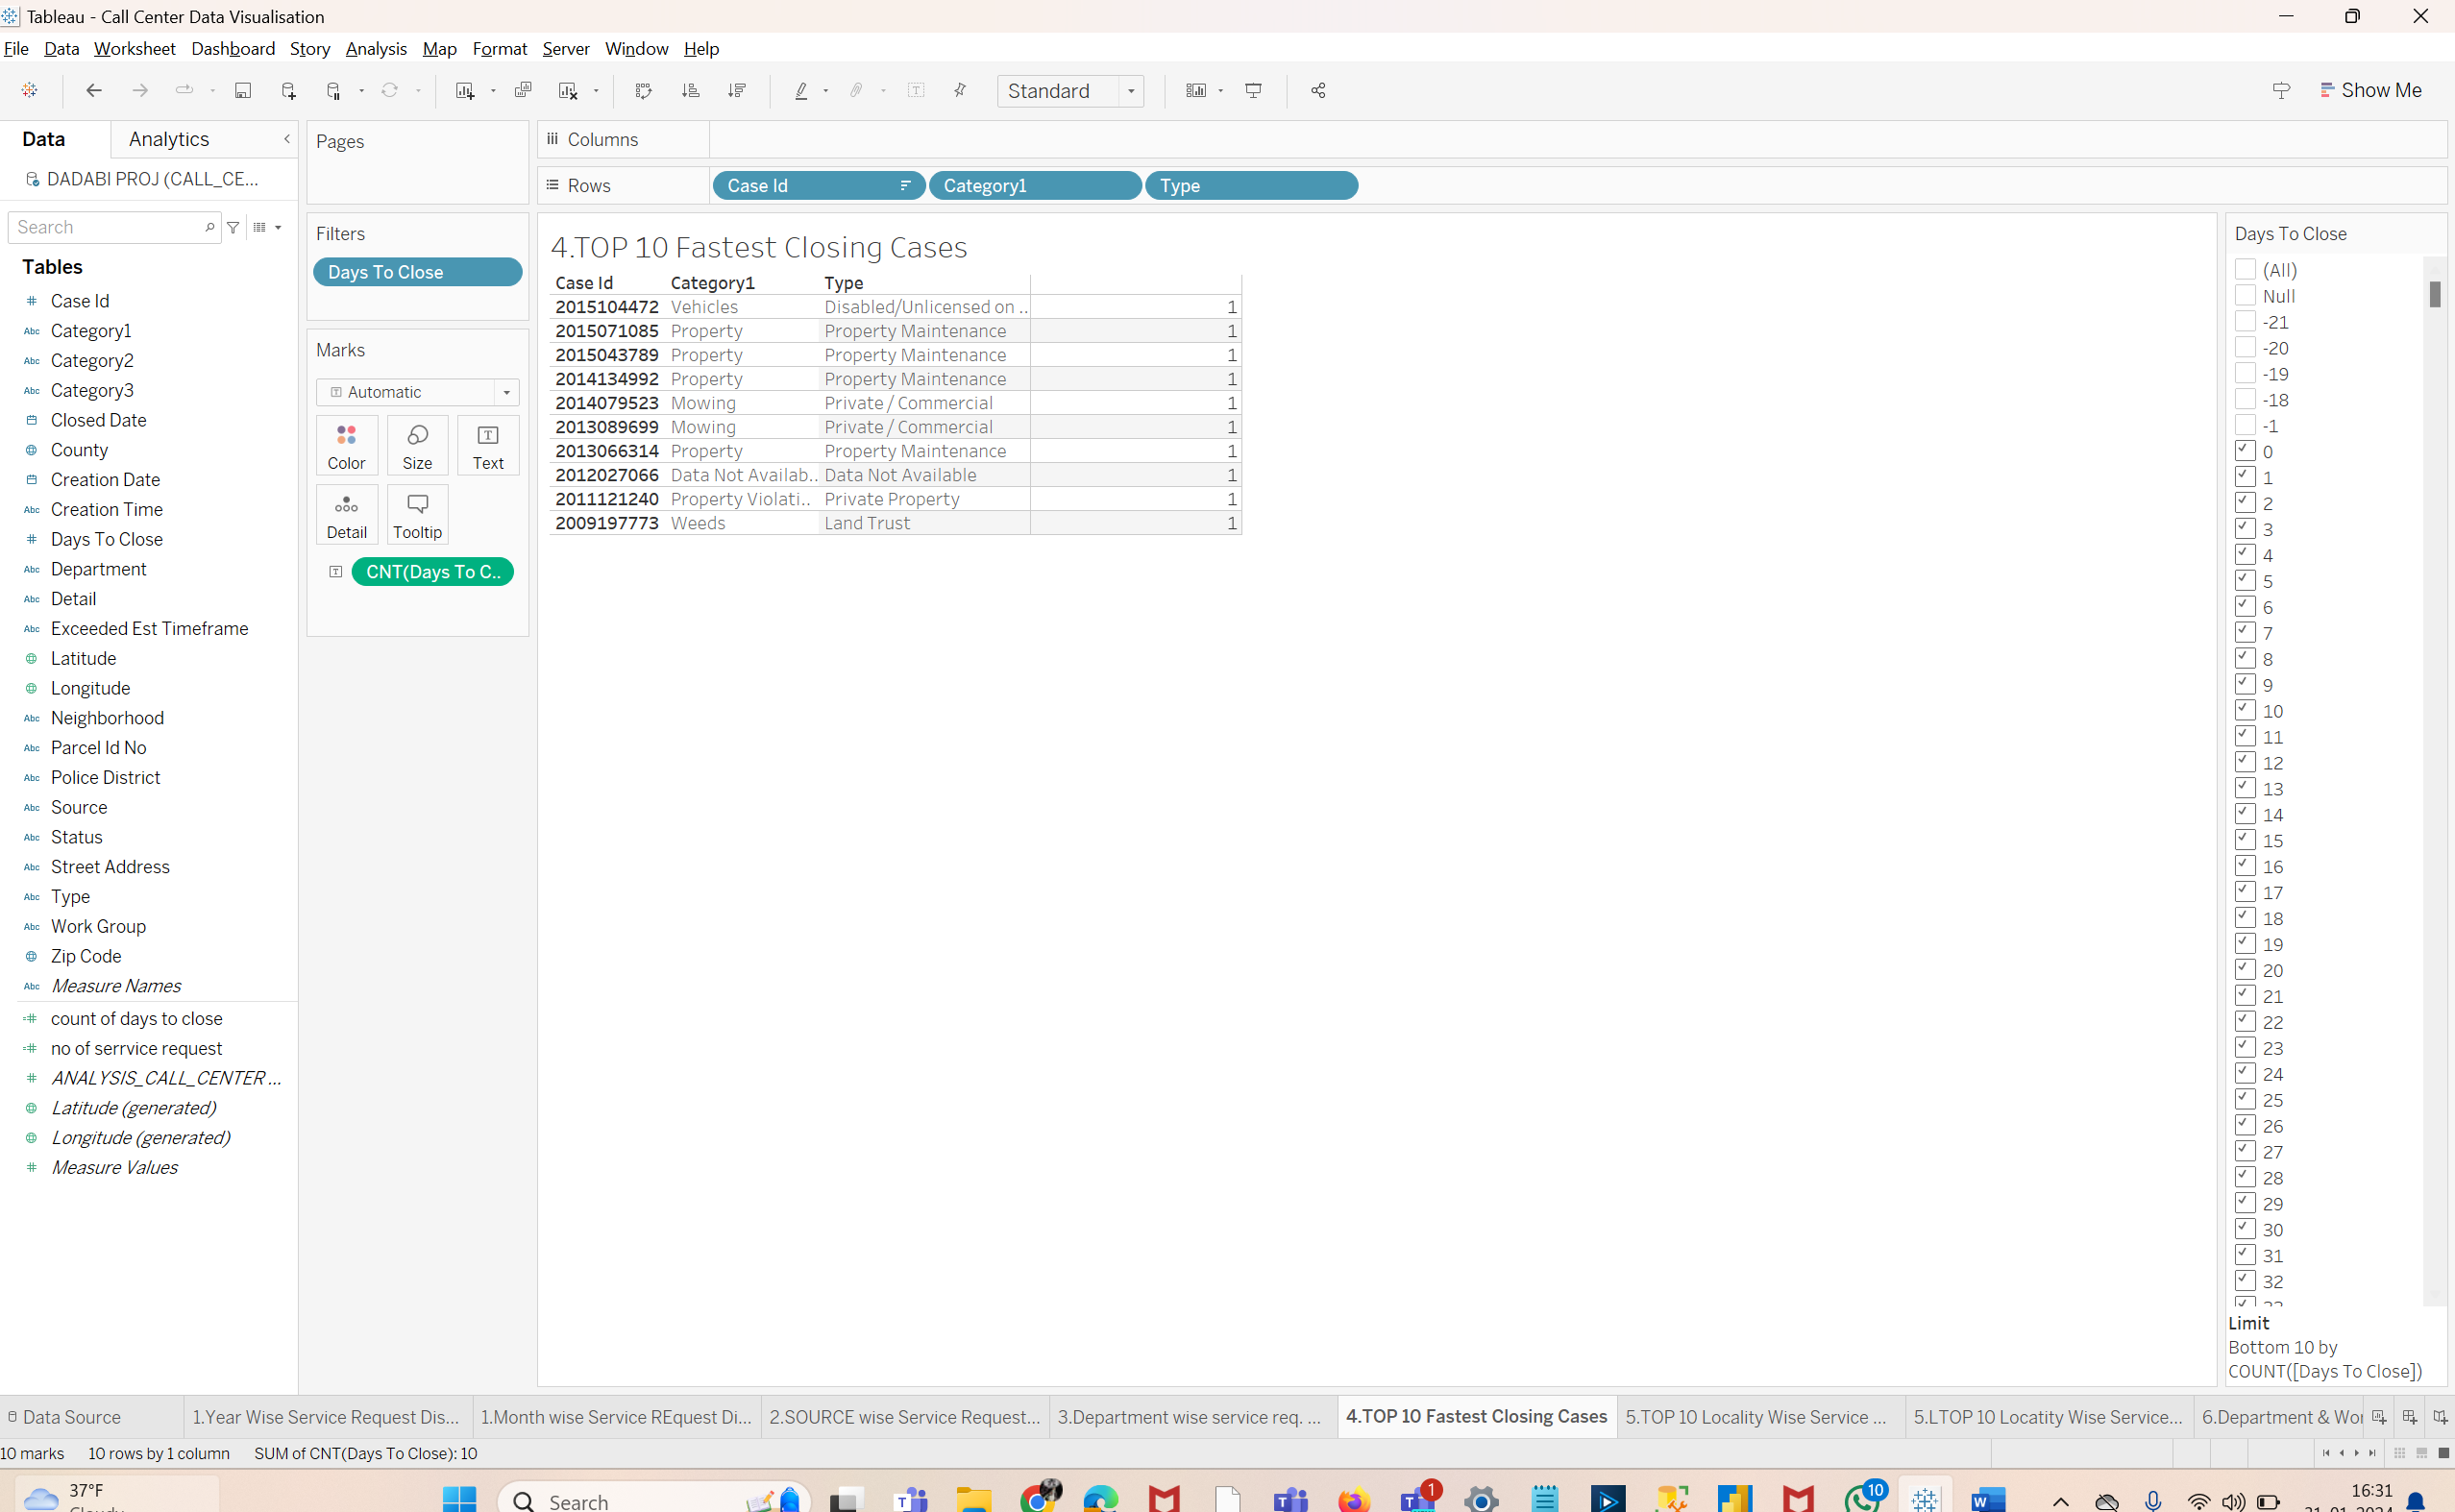 Tableau - Call Center Data Visualisation
File Data Worksheet Dashboard Story Analysis Map Format Server Window Help
Standard
Show Me
Data
Analytics
DADABI PROJ (CALL_CE...
Search
Tables
Case Id
Category1
Category2
Category3
Closed Date
County
Creation Date
Creation Time
Days To Close
Department
Detail
Exceeded Est Timeframe
Latitude
Longitude
Neighborhood
Parcel Id No
Police District
Source
Status
Street Address
Type
Work Group
Zip Code
Measure Names
count of days to close
no of serrvice request
ANALYSIS_CALL_CENTER ...
Latitude (generated)
Longitude (generated)
Measure Values
Pages
Filters
Days To Close
Marks
Automatic
Color Size Text
Detail Tooltip
CNT(Days To C..
Columns
Rows
Case Id Category1 Type
4.TOP 10 Fastest Closing Cases
Case Id Category1 Type
2015104472 Vehicles Disabled/Unlicensed on .. 1
2015071085 Property Property Maintenance 1
2015043789 Property Property Maintenance 1
2014134992 Property Property Maintenance 1
2014079523 Mowing Private / Commercial 1
2013089699 Mowing Private / Commercial 1
2013066314 Property Property Maintenance 1
2012027066 Data Not Availab.. Data Not Available 1
2011121240 Property Violati.. Private Property 1
2009197773 Weeds Land Trust 1
Days To Close
(All)
Null
-21
-20
-19
-18
-1
0
1
2
3
4
5
6
7
8
9
10
11
12
13
14
15
16
17
18
19
20
21
22
23
24
25
26
27
28
29
30
31
32
Limit
Bottom 10 by
COUNT([Days To Close])
Data Source 1.Year Wise Service Request Dis... 1.Month wise Service REquest Di... 2.SOURCE wise Service Request... 3.Department wise service req. ... 4.TOP 10 Fastest Closing Cases 5.TOP 10 Locality Wise Service ... 5.LTOP 10 Locatity Wise Service... 6.Department & Wor
10 marks 10 rows by 1 column SUM of CNT(Days To Close): 10
37°F
Search
1
10
16:31